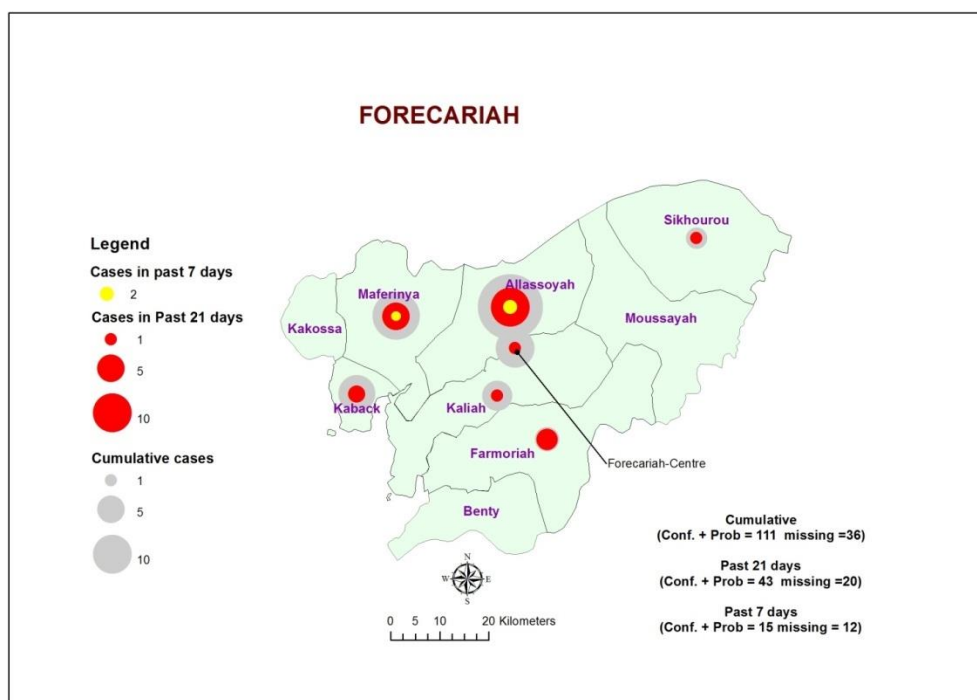 FORECARIAH
Legend
Cases in past 7 days
2
Cases in Past 21 days
1
5
10
Cumulative cases
1
5
10
Sikhourou
Allassoyah
Maferinya
Kakossa
Moussayah
Kaback
Kaliah
Farmoriah
Forecariah-Centre
Benty
N
W E
S
0 5 10 20 Kilometers
Cumulative
(Conf. + Prob = 111 missing =36)
Past 21 days
(Conf. + Prob = 43 missing =20)
Past 7 days
(Conf. + Prob = 15 missing = 12)